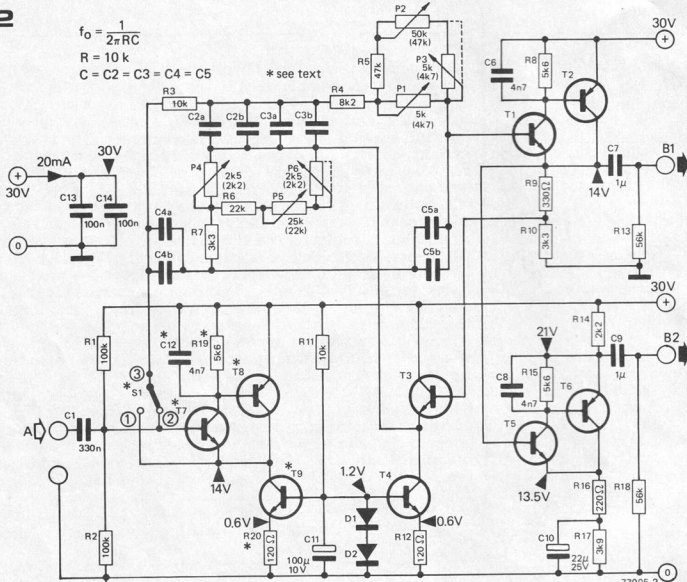 2
f₀ = 1/2πRC
R = 10 k
C = C2 = C3 = C4 = C5
* see text
P2
50k
(47k)
R5
47k
P3
5k
(4k7)
P1
5k
(4k7)
R3
10k
R4
8k2
C2a
C2b
C3a
C3b
P4
2k5
(2k2)
P6
2k5
(2k2)
R6
22k
P5
25k
(22k)
R7
3k3
C4a
C4b
C5a
C5b
20mA
30V
30V
C13
100n
C14
100n
0
30V
C6
4n7
R8
5k6
T2
T1
C7
1µ
B1
14V
R9
330Ω
R10
3k3
R13
56k
30V
R1
100k
C12
4n7
*
R19
5k6
*
T8
*
R11
10k
T3
3
S1
*
1
2
T7
*
A
C1
330n
14V
T9
*
1.2V
T4
0.6V
0.6V
R2
100k
R20
120Ω
*
C11
100µ
10V
D1
D2
R12
120Ω
R14
2k2
21V
C9
1µ
B2
R15
5k6
C8
4n7
T6
T5
13.5V
R16
220Ω
R18
56k
C10
22µ
25V
R17
3k9
0